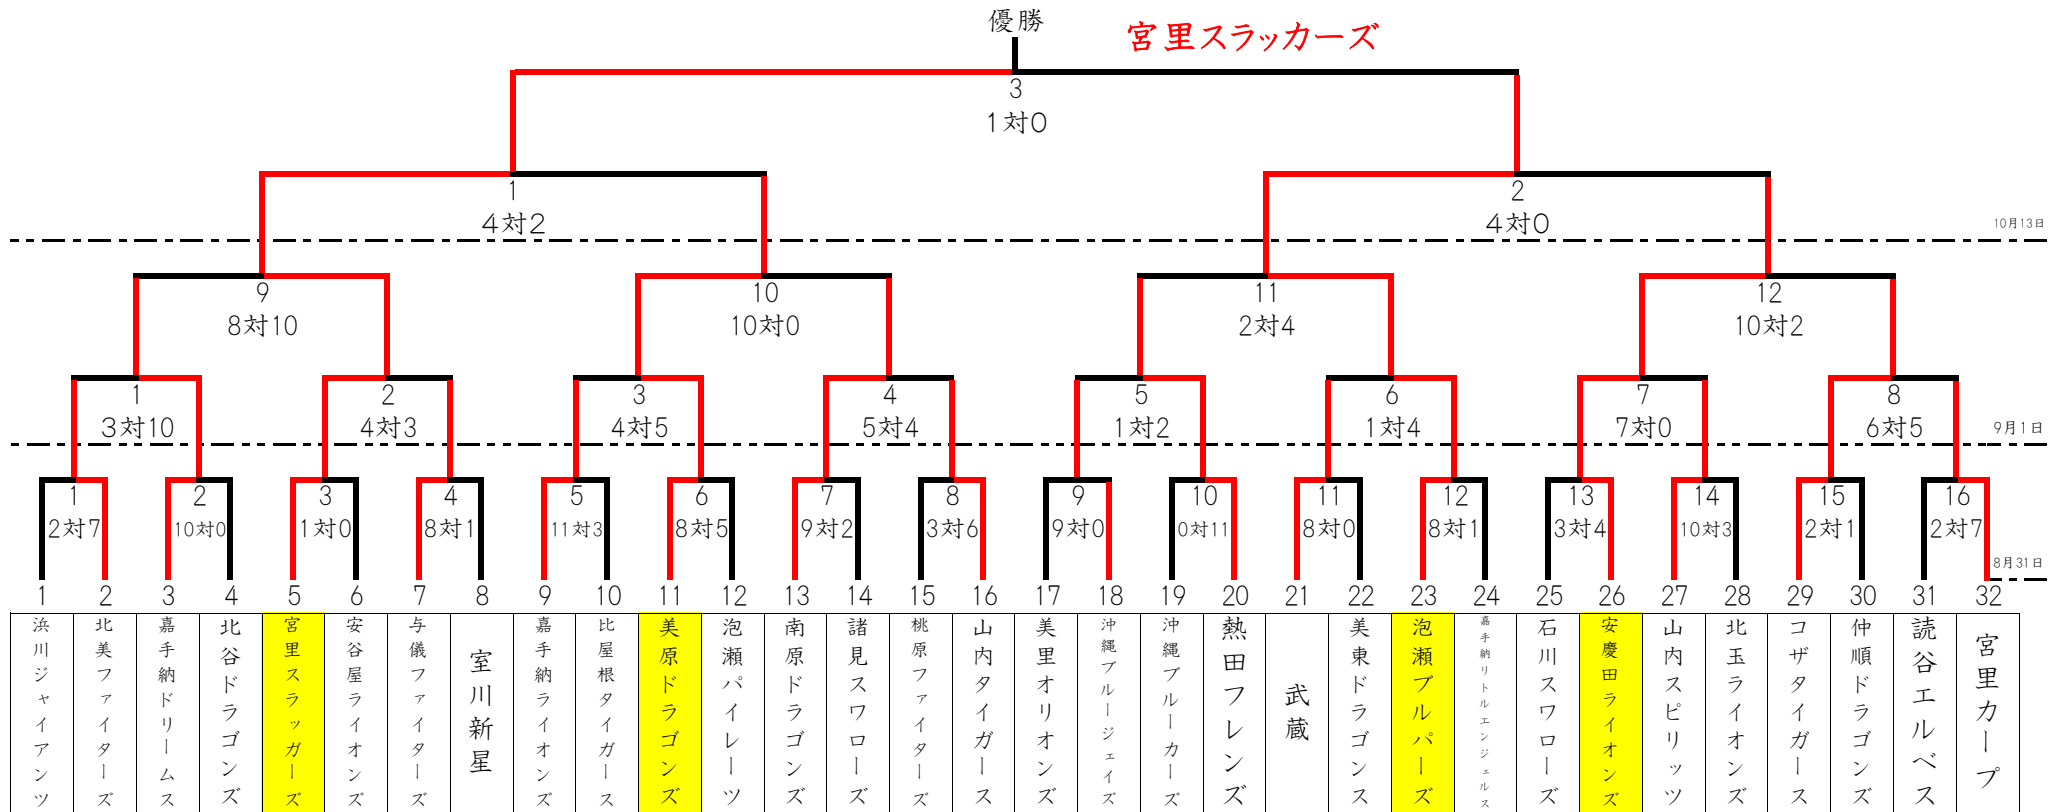 優勝
宮里スラッカーズ
3
1対0
1
2
4対2
4対0
10月13日
9
10
11
12
8対10
10対0
2対4
10対2
1
2
3
4
5
6
7
8
3対10
4対3
4対5
5対4
1対2
1対4
7対0
6対5
9月1日
1
2
3
4
5
6
7
8
9
10
11
12
13
14
15
16
2対7
10対0
1対0
8対1
11対3
8対5
9対2
3対6
9対0
0対11
8対0
8対1
3対4
10対3
2対1
2対7
8月31日
1
2
3
4
5
6
7
8
9
10
11
12
13
14
15
16
17
18
19
20
21
22
23
24
25
26
27
28
29
30
31
32
浜川ジャイアンツ
北美ファイターズ
嘉手納ドリームス
北谷ドラゴンズ
宮里スラッガーズ
安谷屋ライオンズ
与儀ファイターズ
室川新星
嘉手納ライオンズ
比屋根タイガース
美原ドラゴンズ
泡瀬パイレーツ
南原ドラゴンズ
諸見スワローズ
桃原ファイターズ
山内タイガース
美里オリオンズ
沖縄ブルージェイズ
沖縄ブルーカーズ
熱田フレンズ
武蔵
美東ドラゴンス
泡瀬ブルパーズ
嘉手納リトルエンジェルス
石川スワローズ
安慶田ライオンズ
山内スピリッツ
北玉ライオンズ
コザタイガース
仲順ドラゴンズ
読谷エルベス
宮里カープ